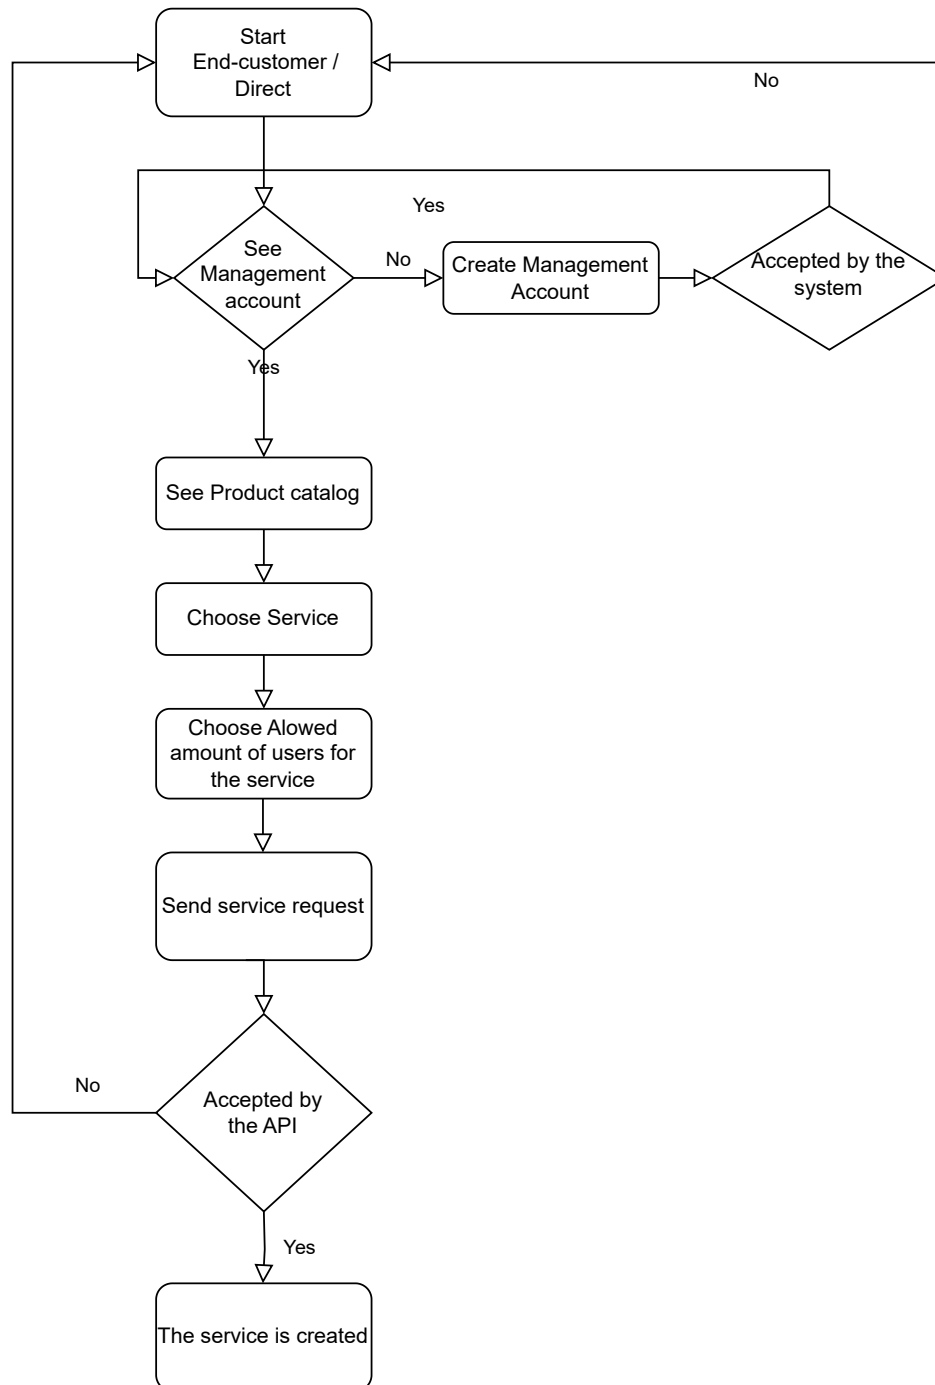 Start
End-customer /
Direct
No
Yes
See
Management
account
No
Create Management
Account
Accepted by the
system
Yes
See Product catalog
Choose Service
Choose Alowed
amount of users for
the service
Send service request
No
Accepted by
the API
Yes
The service is created